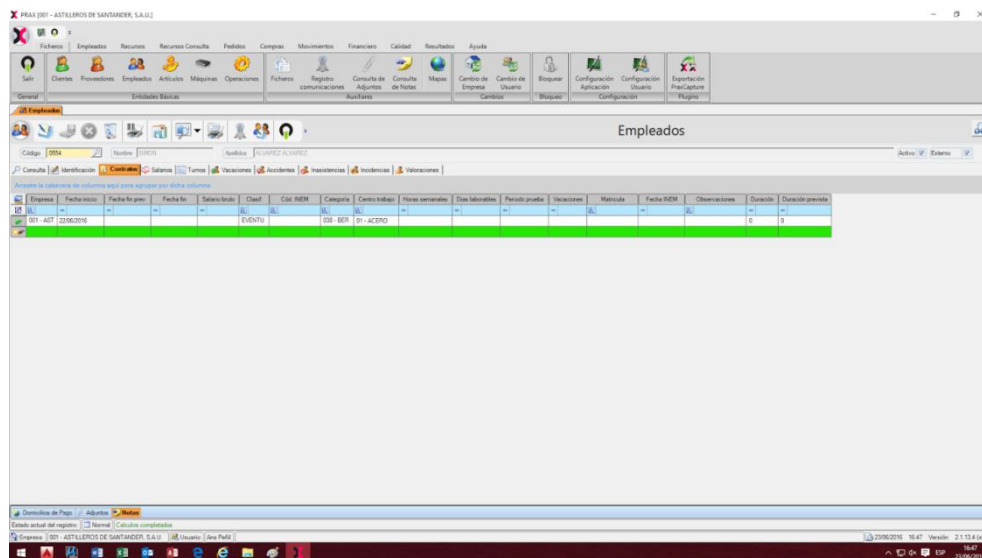 PRAX [001 - ASTILLEROS DE SANTANDER, S.A.U.]
Ficheros Empleados Recursos Recursos Consulta Pedidos Compras Movimientos Financiero Calidad Resultados Ayuda
Salir Clientes Proveedores Empleados Artículos Máquinas Operaciones Ficheros Registro comunicaciones Consulta de Adjuntos Consulta de Notas Mapas Cambio de Empresa Cambio de Usuario Bloquear Configuración Aplicación Configuración Usuario Exportación PraxCapture
General Entidades Básicas Auxiliares Cambios Bloqueo Configuración Plugins
Empleados
Empleados
Código 0554 Nombre Apellidos ALVAREZ ALVAREZ Activo Externo
Consulta Identificación Contratos Salarios Turnos Vacaciones Accidentes Inasistencias Incidencias Valoraciones
Arrastre la cabecera de columna aquí para agrupar por dicha columna
Empresa Fecha inicio Fecha fin prev. Fecha fin Salario bruto Clasif. Cód. INEM Categoría Centro trabajo Horas semanales Días laborables Periodo prueba Vacaciones Matrícula Fecha INEM Observaciones Duración Duración prevista
001 - AST 22/06/2016 EVENTU 038 - BER 01 - ACERO 0 0
Domicilios de Pago Adjuntos Notas
Estado actual del registro Normal Cálculos completados
Empresa 001 - ASTILLEROS DE SANTANDER, S.A.U. Usuario 23/06/2016 16:47 Versión 2.1.13.4
ESP 16:47
23/06/2016